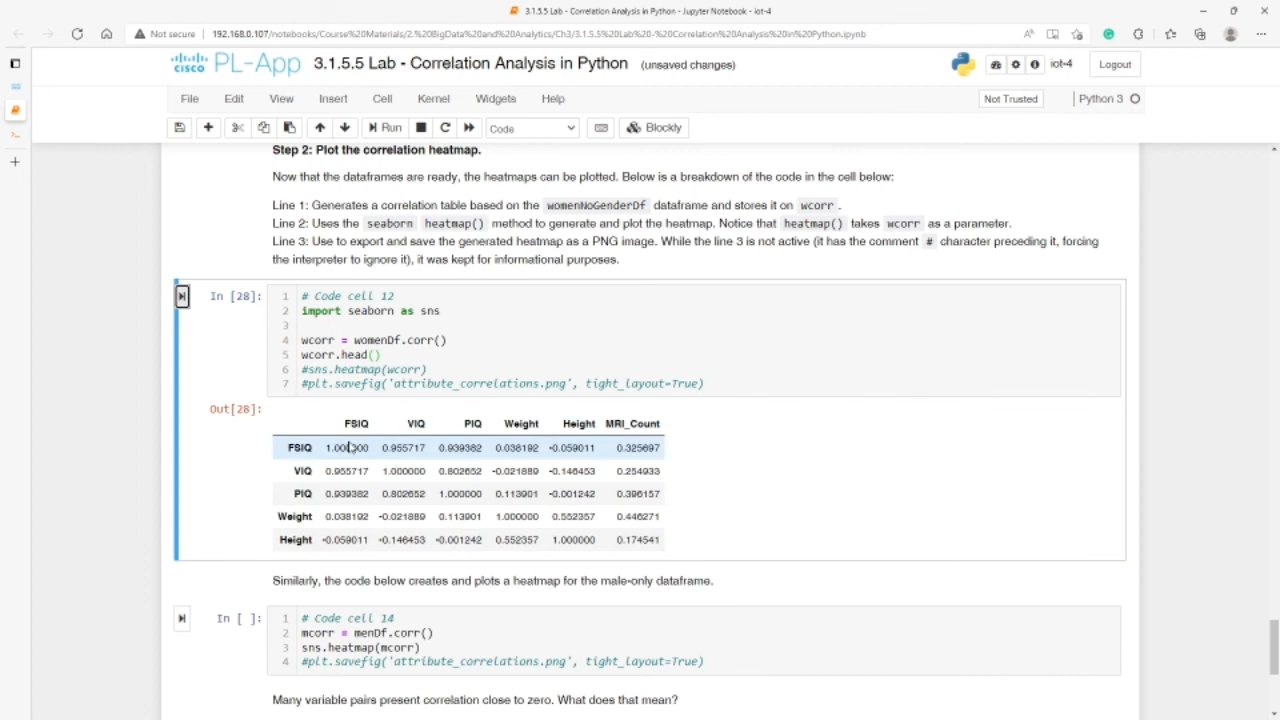 3.1.5.5 Lab - Correlation Analysis in Python - Jupyter Notebook - iot-4
Not secure 192.168.0.107/notebooks/Course%20Materials/2.%20BigData%20and%20Analytics/Ch3/3.1.5.5%20Lab%20-%20Correlation%20Analysis%20in%20Python.ipynb
cisco PL-App 3.1.5.5 Lab - Correlation Analysis in Python (unsaved changes) iot-4 Logout
File Edit View Insert Cell Kernel Widgets Help Not Trusted Python 3
Run Code Blockly
Step 2: Plot the correlation heatmap.
Now that the dataframes are ready, the heatmaps can be plotted. Below is a breakdown of the code in the cell below:
Line 1: Generates a correlation table based on the womenNoGenderDf dataframe and stores it on wcorr .
Line 2: Uses the seaborn heatmap() method to generate and plot the heatmap. Notice that heatmap() takes wcorr as a parameter.
Line 3: Use to export and save the generated heatmap as a PNG image. While the line 3 is not active (it has the comment # character preceding it, forcing
the interpreter to ignore it), it was kept for informational purposes.
In [28]: 1 # Code cell 12
2 import seaborn as sns
3
4 wcorr = womenDf.corr()
5 wcorr.head()
6 #sns.heatmap(wcorr)
7 #plt.savefig('attribute_correlations.png', tight_layout=True)
Out[28]:
FSIQ VIQ PIQ Weight Height MRI_Count
FSIQ 1.000000 0.955717 0.939382 0.038192 -0.059011 0.325697
VIQ 0.955717 1.000000 0.802652 -0.021889 -0.146453 0.254933
PIQ 0.939382 0.802652 1.000000 0.113901 -0.001242 0.396157
Weight 0.038192 -0.021889 0.113901 1.000000 0.552357 0.446271
Height -0.059011 -0.146453 -0.001242 0.552357 1.000000 0.174541
Similarly, the code below creates and plots a heatmap for the male-only dataframe.
In [ ]: 1 # Code cell 14
2 mcorr = menDf.corr()
3 sns.heatmap(mcorr)
4 #plt.savefig('attribute_correlations.png', tight_layout=True)
Many variable pairs present correlation close to zero. What does that mean?